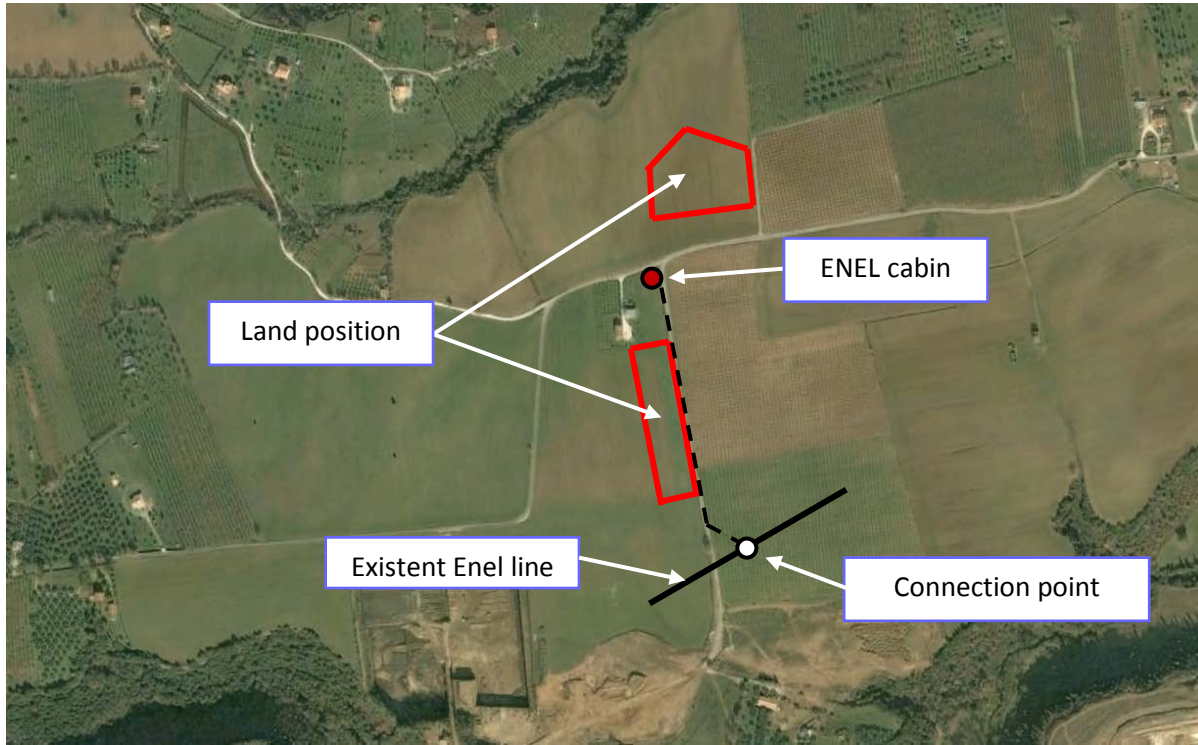 ENEL cabin
Land position
Existent Enel line
Connection point